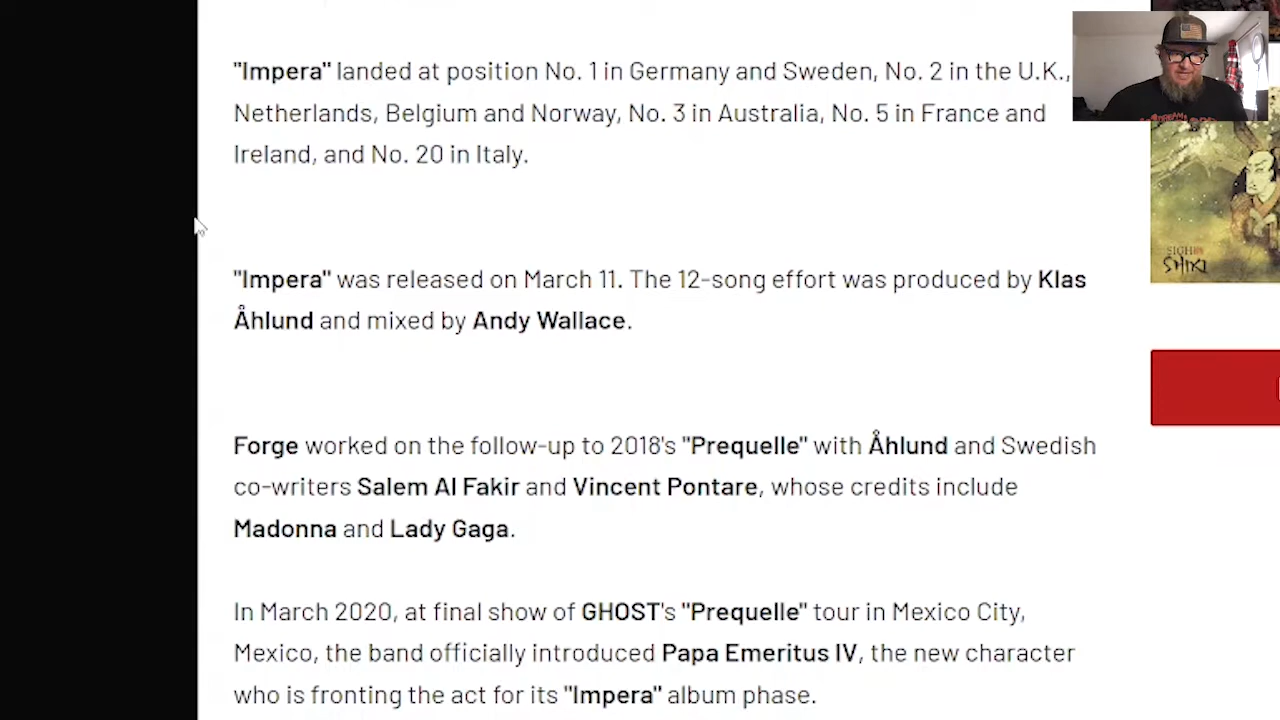 "Impera" landed at position No. 1 in Germany and Sweden, No. 2 in the U.K.,
Netherlands, Belgium and Norway, No. 3 in Australia, No. 5 in France and
Ireland, and No. 20 in Italy.
"Impera" was released on March 11. The 12-song effort was produced by Klas
Åhlund and mixed by Andy Wallace.
Forge worked on the follow-up to 2018's "Prequelle" with Åhlund and Swedish
co-writers Salem Al Fakir and Vincent Pontare, whose credits include
Madonna and Lady Gaga.
In March 2020, at final show of GHOST's "Prequelle" tour in Mexico City,
Mexico, the band officially introduced Papa Emeritus IV, the new character
who is fronting the act for its "Impera" album phase.
SIGH
SHIKI